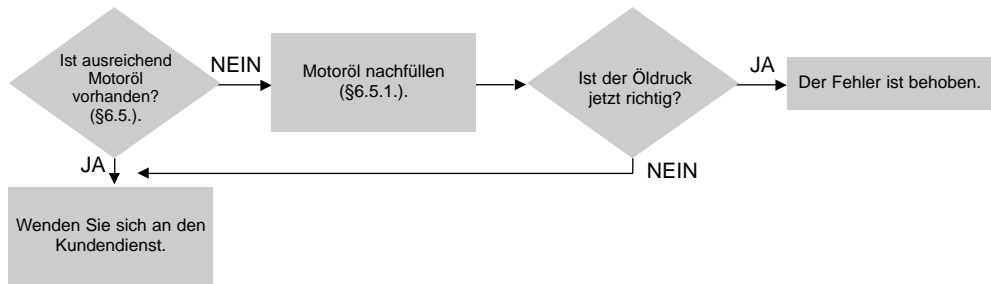 Ist ausreichend
Motoröl
vorhanden?
(§6.5.).
NEIN
Motoröl nachfüllen
(§6.5.1.).
Ist der Öldruck
jetzt richtig?
JA
Der Fehler ist behoben.
JA
NEIN
Wenden Sie sich an den
Kundendienst.